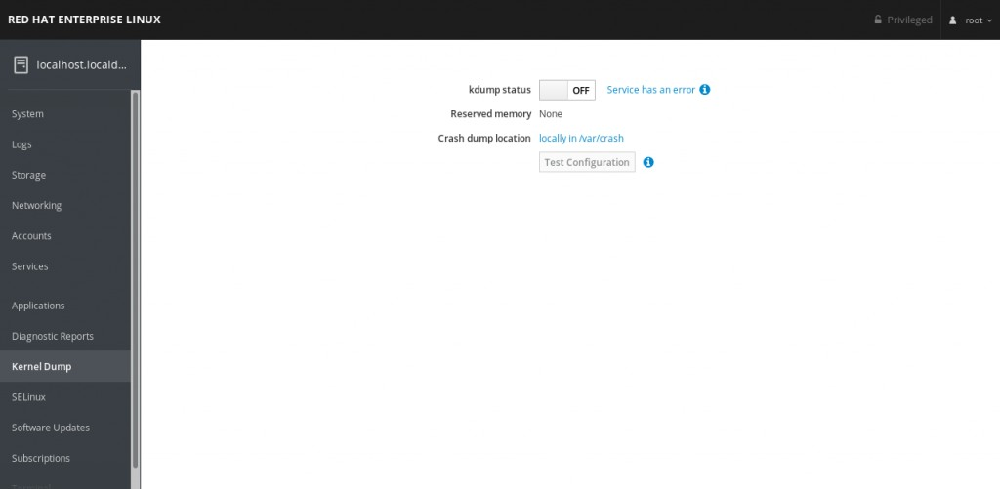 RED HAT ENTERPRISE LINUX
Privileged
root
localhost.locald...
System
Logs
Storage
Networking
Accounts
Services
Applications
Diagnostic Reports
Kernel Dump
SELinux
Software Updates
Subscriptions
Terminal
kdump status OFF Service has an error
Reserved memory None
Crash dump location locally in /var/crash
Test Configuration